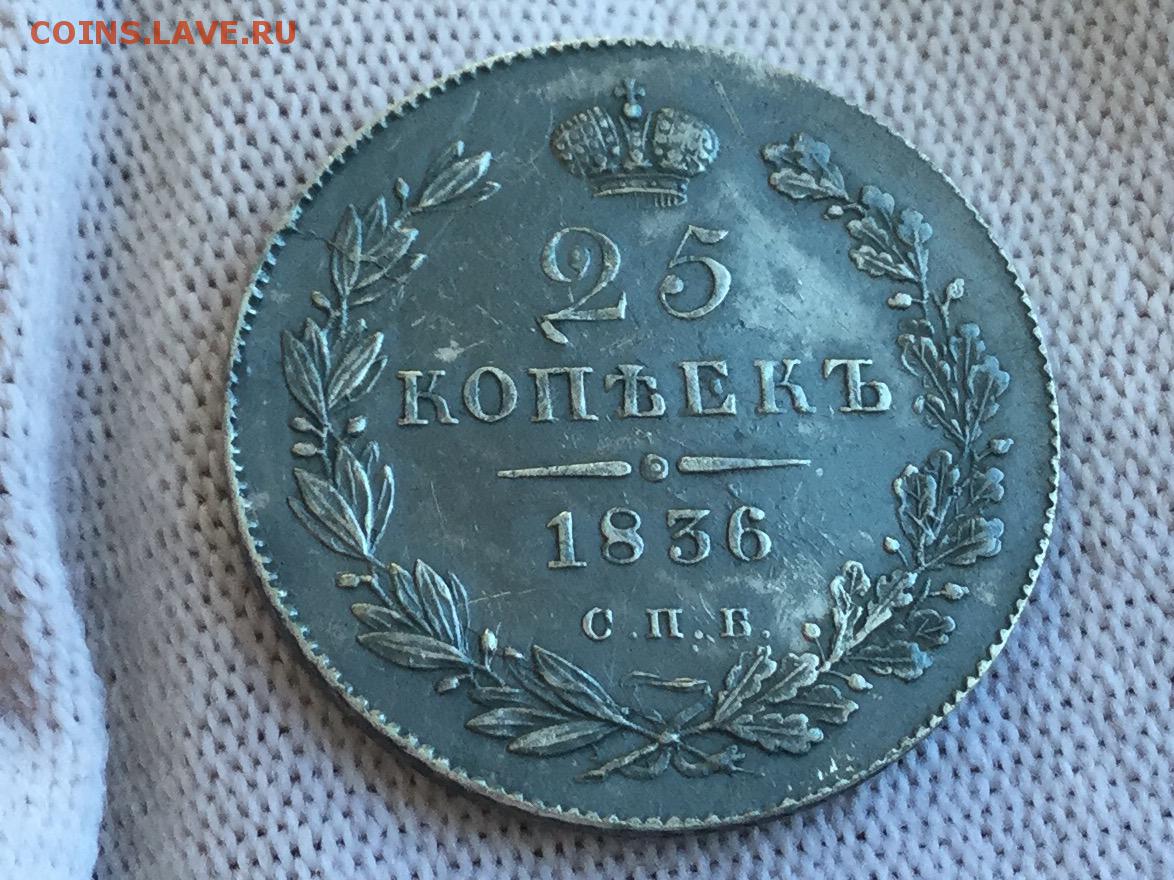 COINS.LAVE.RU
25
КОПѢЕКЪ
1836
С.П.Б.